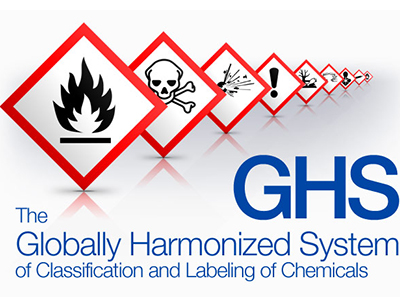 GHS
The
Globally Harmonized System
of Classification and Labeling of Chemicals